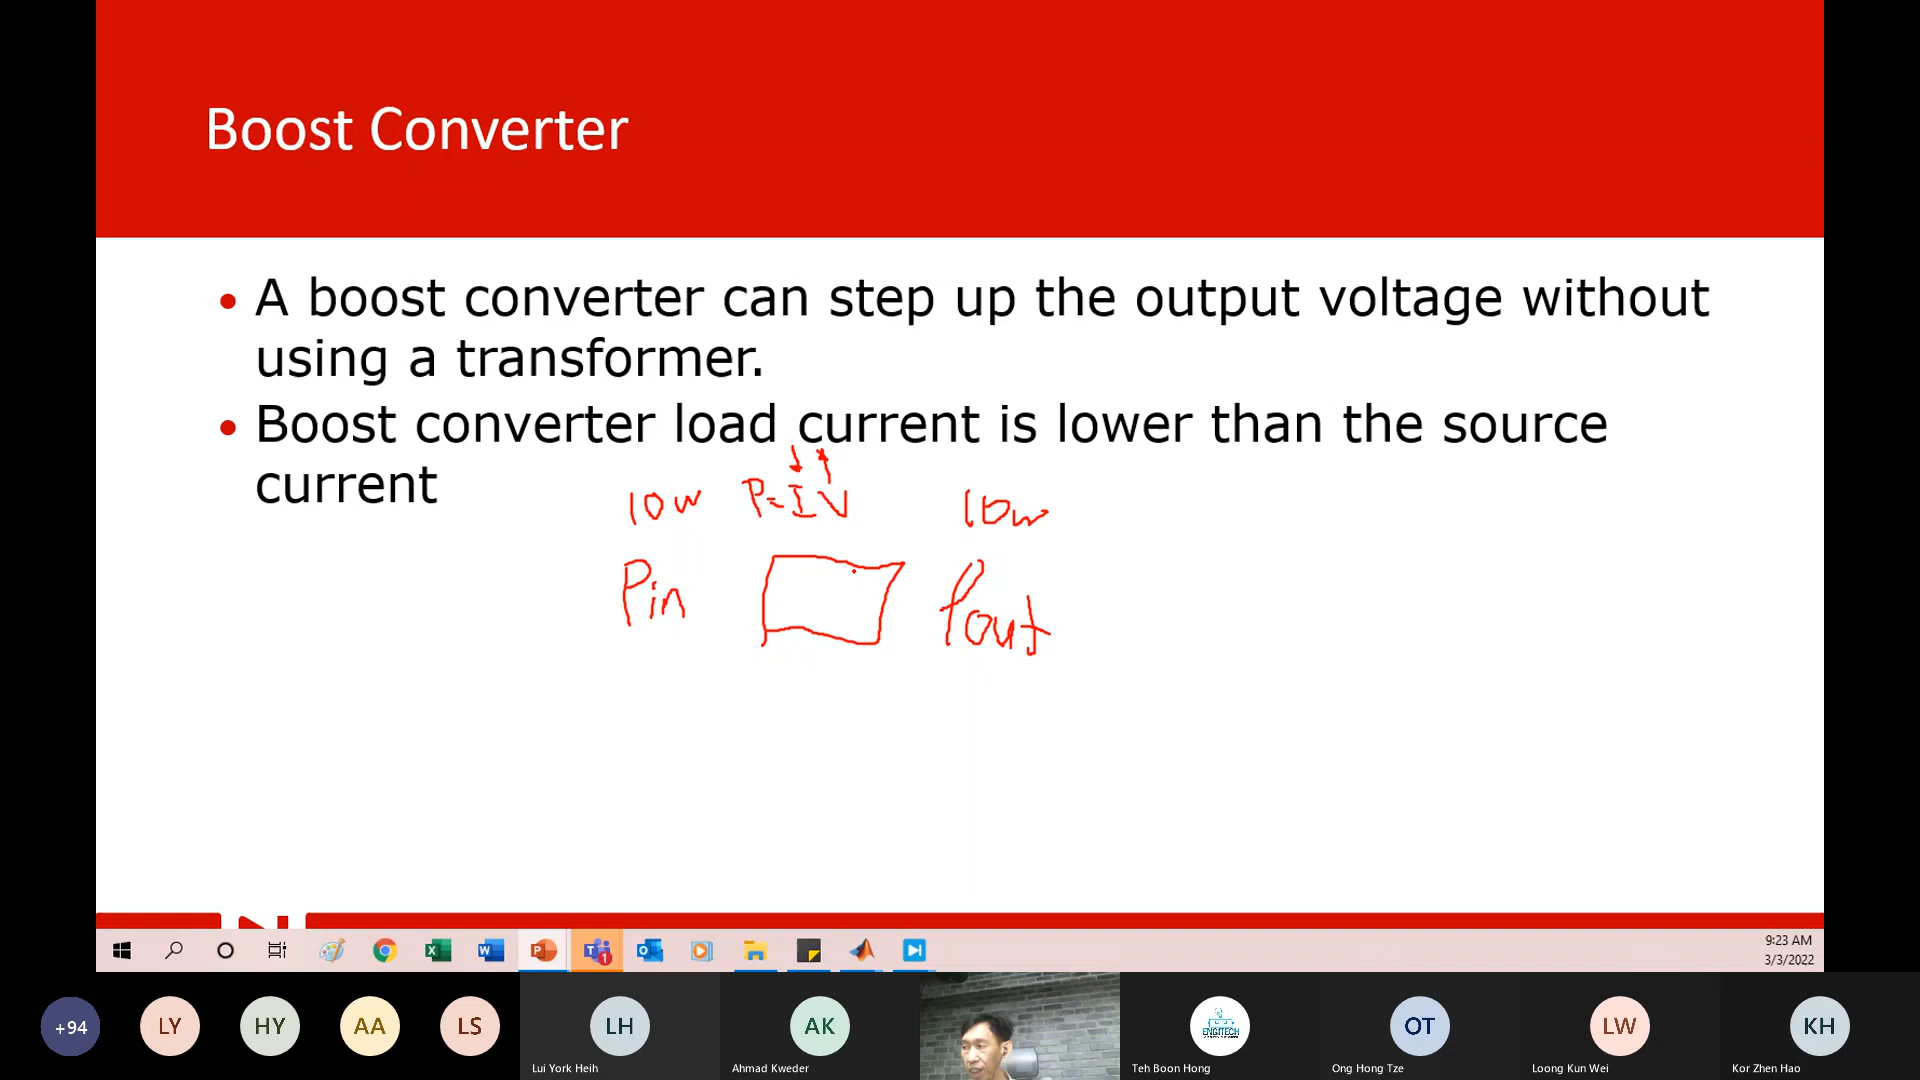 Boost Converter
• A boost converter can step up the output voltage without
using a transformer.
• Boost converter load current is lower than the source
current
10w P=IV 10w
Pin Pout
9:23 AM
3/3/2022
1
+94 LY HY AA LS LH AK ENGITECH OT LW KH
Lui York Heih Ahmad Kweder Teh Boon Hong Ong Hong Tze Loong Kun Wei Kor Zhen Hao